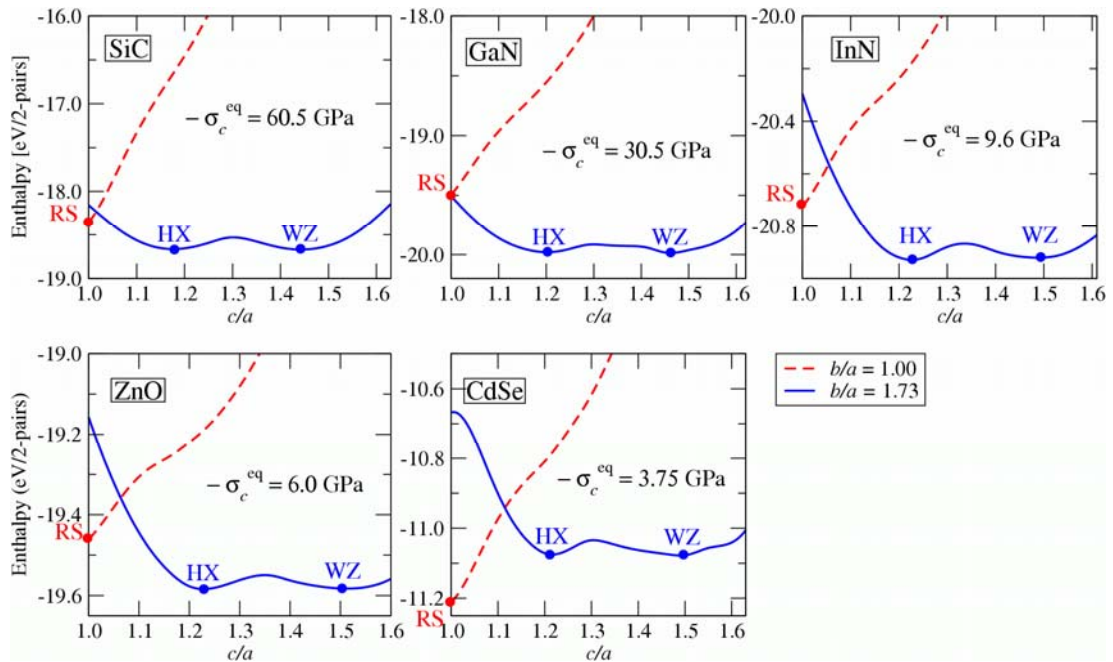 SiC
GaN
InN
Enthalpy [eV/2-pairs]
-16.0
-17.0
-18.0
-19.0
− σc^eq = 60.5 GPa
RS
HX
WZ
1.0 1.1 1.2 1.3 1.4 1.5 1.6
c/a
-18.0
-19.0
-20.0
− σc^eq = 30.5 GPa
RS
HX
WZ
1.0 1.1 1.2 1.3 1.4 1.5 1.6
c/a
-20.0
-20.4
-20.8
− σc^eq = 9.6 GPa
RS
HX
WZ
1.0 1.1 1.2 1.3 1.4 1.5 1.6
c/a
ZnO
CdSe
Enthalpy (eV/2-pairs)
-19.0
-19.2
-19.4
-19.6
− σc^eq = 6.0 GPa
RS
HX
WZ
1.0 1.1 1.2 1.3 1.4 1.5 1.6
c/a
-10.6
-10.8
-11.0
-11.2
− σc^eq = 3.75 GPa
RS
HX
WZ
1.0 1.1 1.2 1.3 1.4 1.5 1.6
c/a
b/a = 1.00
b/a = 1.73